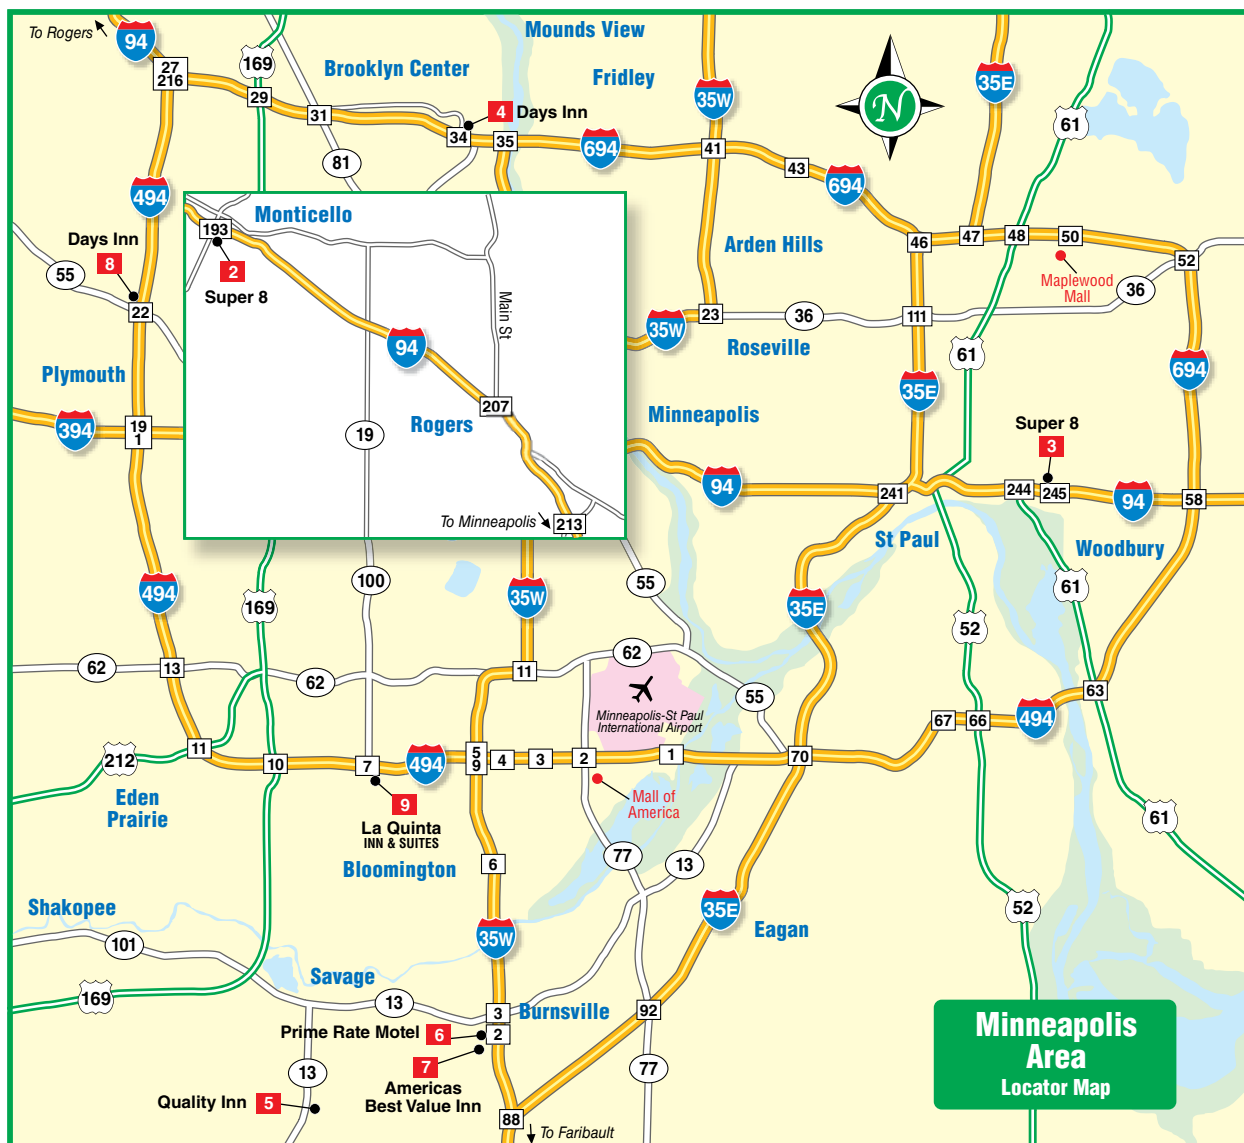 To Rogers
94
27
216
169
29
Brooklyn Center
31
81
34
4 Days Inn
35
Mounds View
Fridley
694
35W
41
43
694
N
35E
61
46
47
48
50
52
Maplewood
Mall
36
Arden Hills
494
Days Inn
8
55
22
Monticello
193
2
Super 8
Main St
94
19
Rogers
207
To Minneapolis
213
35W
23
36
111
Roseville
61
35E
694
Plymouth
394
19
1
Minneapolis
94
241
Super 8
3
244
245
94
58
St Paul
Woodbury
61
494
169
100
35W
55
35E
52
62
13
62
11
62
55
Minneapolis-St Paul
International Airport
63
67
66
494
212
11
10
7
494
5
9
4
3
2
1
70
Eden
Prairie
9
La Quinta
INN & SUITES
Bloomington
Mall of
America
61
6
77
13
Shakopee
101
35W
35E
Eagan
52
169
Savage
13
3
Burnsville
92
Prime Rate Motel 6
2
7
Americas
Best Value Inn
13
Quality Inn 5
77
88
To Faribault
Minneapolis
Area
Locator Map